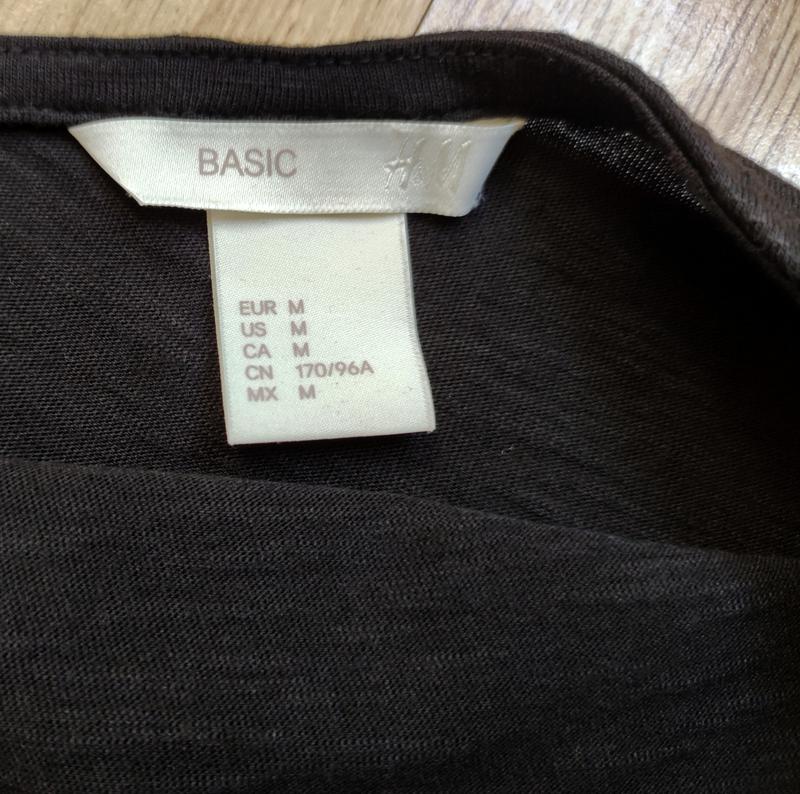 BASIC H&M
EUR M
US M
CA M
CN 170/96A
MX M